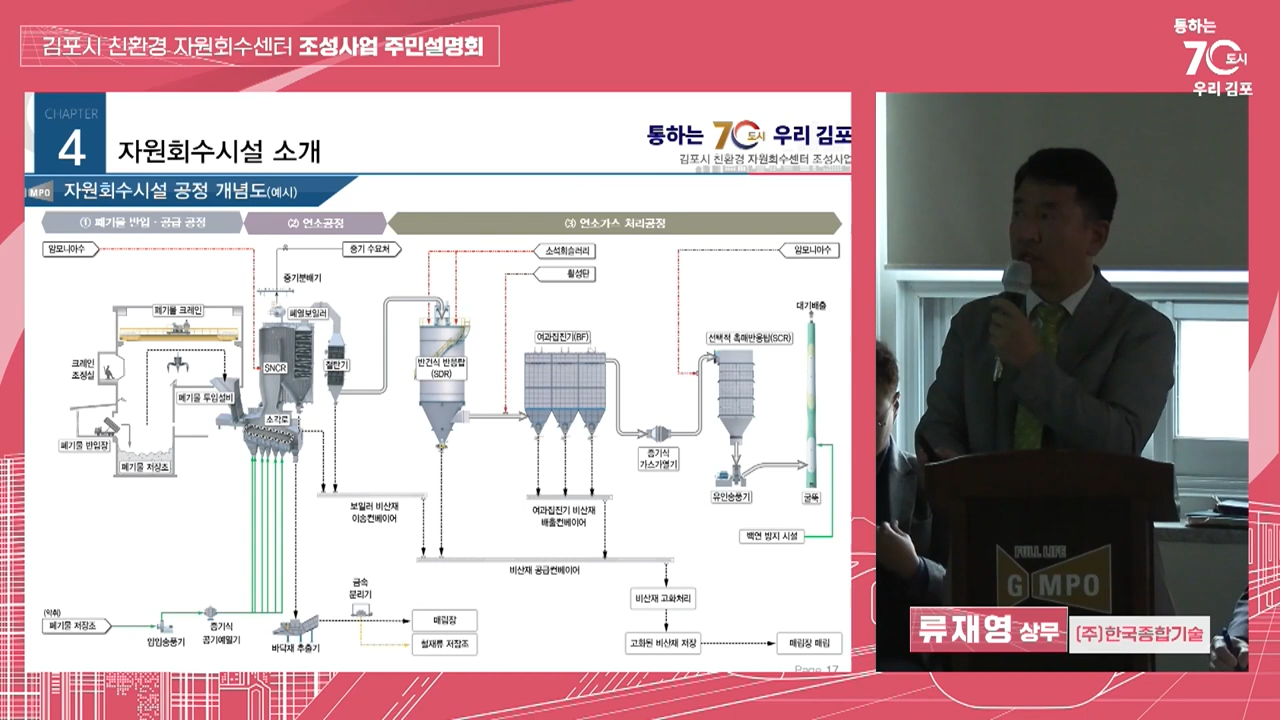 김포시 친환경 자원회수센터 조성사업 주민설명회
통하는
70도시
우리 김포
CHAPTER
4
자원회수시설 소개
통하는 70도시 우리 김포
김포시 친환경 자원회수센터 조성사업
MPO 자원회수시설 공정 개념도(예시)
① 폐기물 반입·공급 공정
② 연소공정
③ 연소가스 처리공정
암모니아수
증기 수요처
소석회슬러리
암모니아수
활성탄
증기분배기
폐기물 크레인
폐열보일러
대기배출
여과집진기(BF)
선택적 촉매반응탑(SCR)
크레인
조정실
SNCR
절탄기
반건식 반응탑
(SDR)
폐기물 투입설비
소각로
폐기물 반입장
폐기물 저장조
증기식
가스가열기
유인송풍기
굴뚝
보일러 비산재
이송컨베이어
여과집진기 비산재
배출컨베이어
백연 방지 시설
비산재 공급컨베이어
금속
분리기
비산재 고화처리
(악취)
폐기물 저장조
압입송풍기
증기식
공기예열기
바닥재 추출기
매립장
철재류 저장조
고화된 비산재 저장
매립장 매립
Page 17
FULL LIFE
GIMPO
류재영 상무
(주)한국종합기술